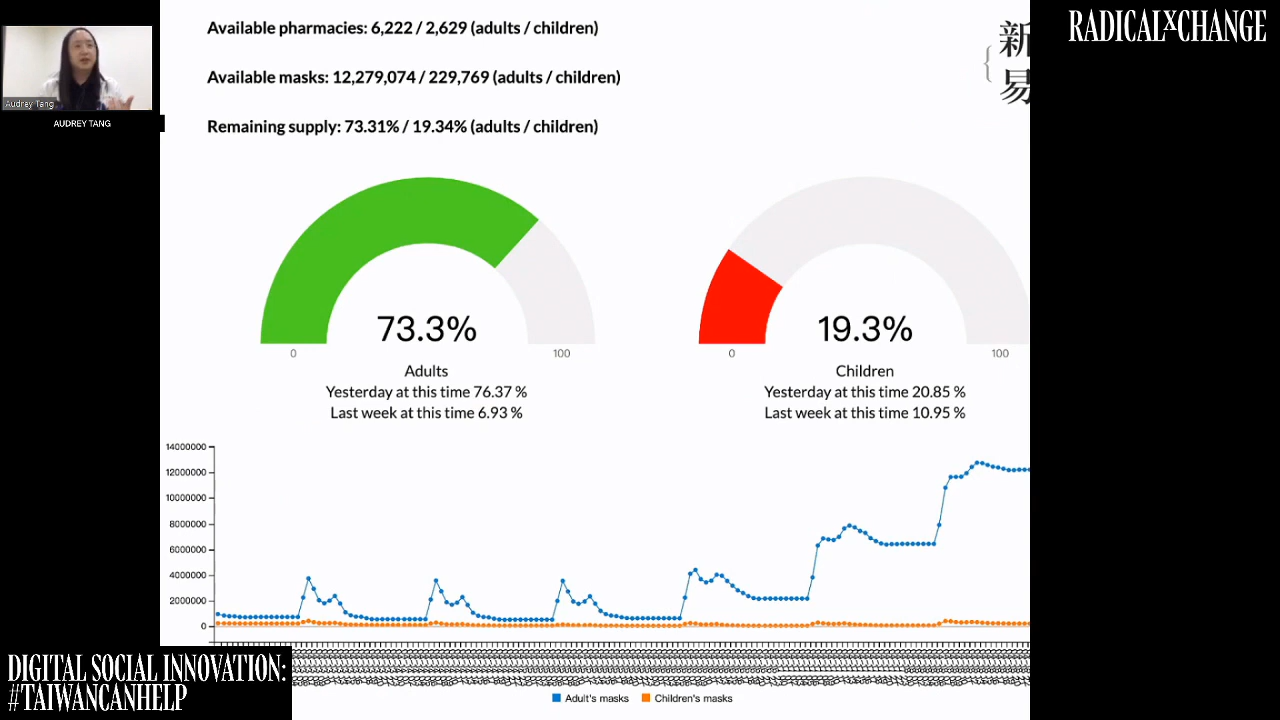 Available pharmacies: 6,222 / 2,629 (adults / children)
Available masks: 12,279,074 / 229,769 (adults / children)
Remaining supply: 73.31% / 19.34% (adults / children)
Audrey Tang
AUDREY TANG
RADICALXCHANGE
新
易
73.3%
0
100
Adults
Yesterday at this time 76.37 %
Last week at this time 6.93 %
19.3%
0
100
Children
Yesterday at this time 20.85 %
Last week at this time 10.95 %
14000000
12000000
10000000
8000000
6000000
4000000
2000000
0
Adult's masks
Children's masks
DIGITAL SOCIAL INNOVATION:
#TAIWANCANHELP